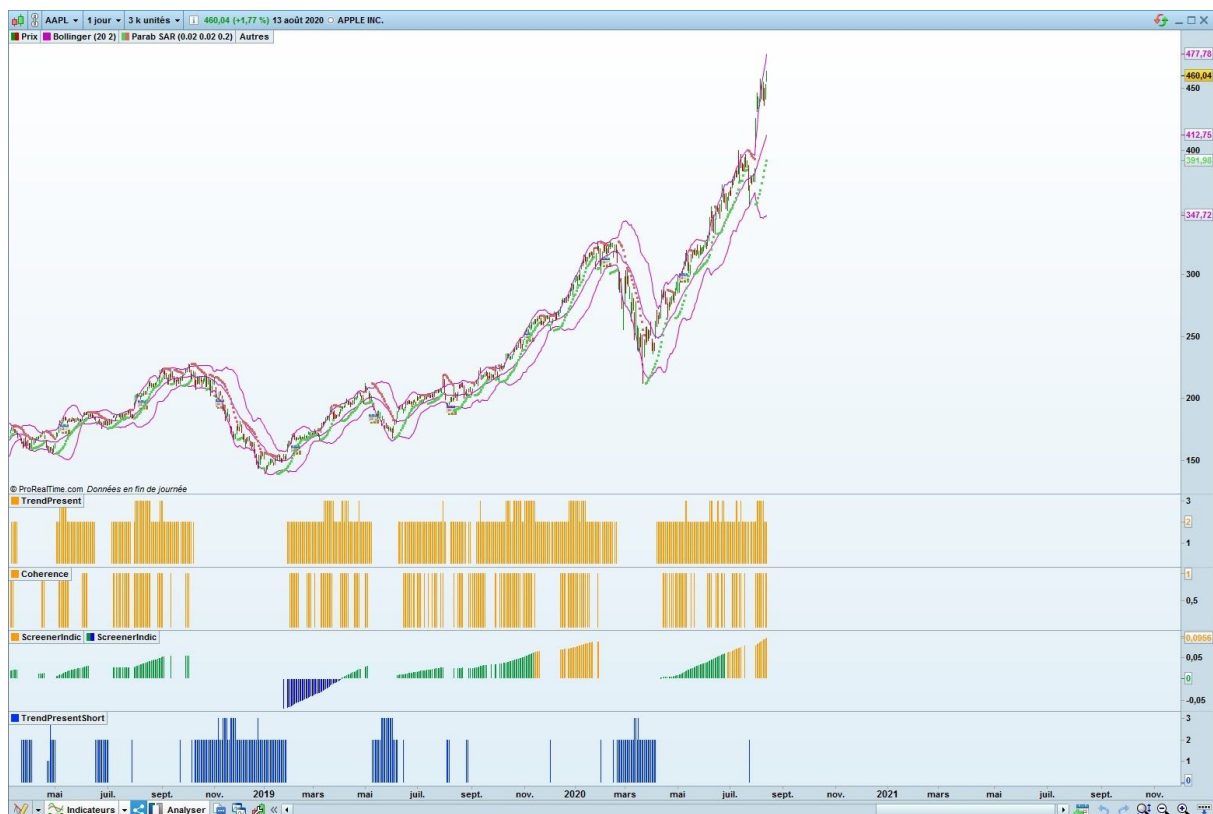 AAPL 1 jour 3 k unités 460,04 (+1,77 %) 13 août 2020 APPLE INC.
Prix Bollinger (20 2) Parab SAR (0.02 0.02 0.2) Autres
477,78
460,04
450
412,75
400
391,98
347,72
300
250
200
150
© ProRealTime.com Données en fin de journée
TrendPresent
3
2
1
Coherence
1
0,5
ScreenerIndic ScreenerIndic
0,0956
0,05
0
-0,05
TrendPresentShort
3
2
1
0
mai juil. sept. nov. 2019 mars mai juil. sept. nov. 2020 mars mai juil. sept. nov. 2021 mars mai juil. sept. nov.
Indicateurs Analyser